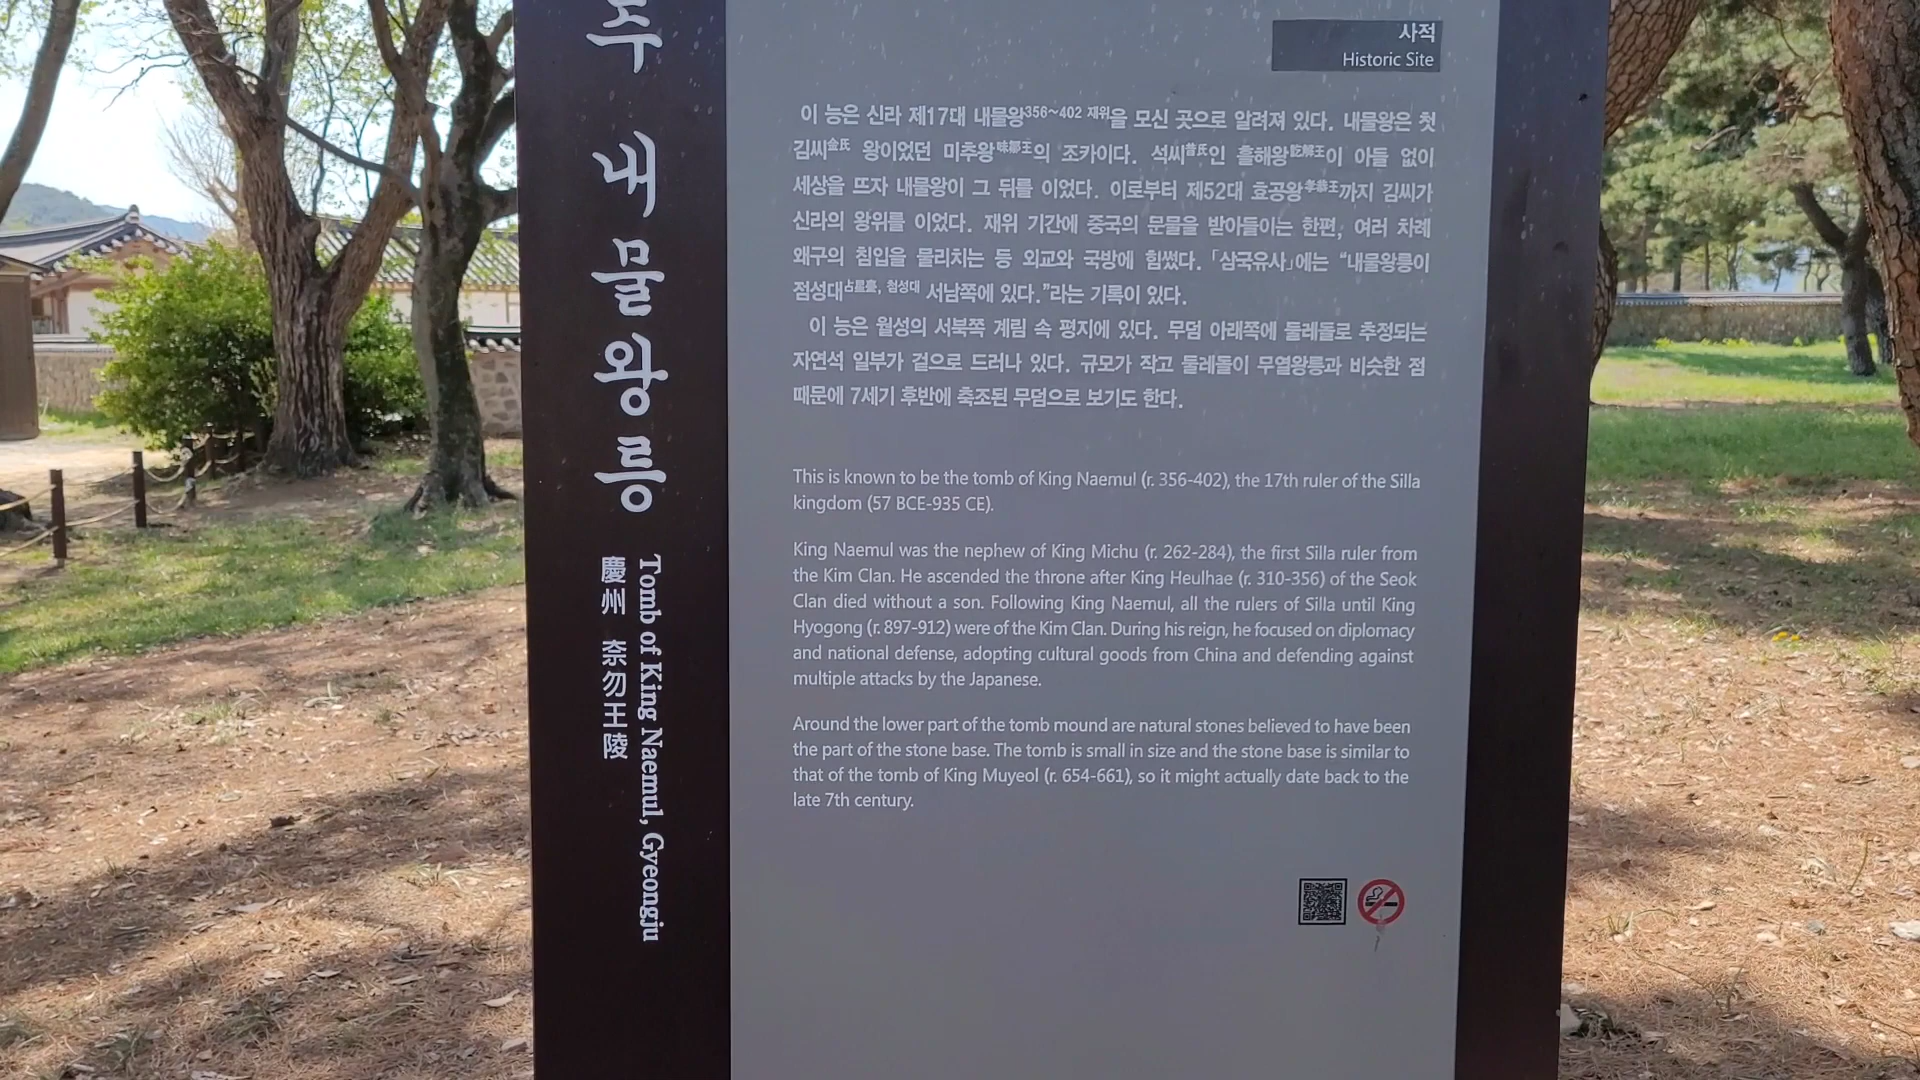 주 내물왕릉
Tomb of King Naemul, Gyeongju
慶州 奈勿王陵
사적
Historic Site
이 능은 신라 제17대 내물왕356~402 재위을 모신 곳으로 알려져 있다. 내물왕은 첫
김씨金氏 왕이었던 미추왕味鄒王의 조카이다. 석씨昔氏인 흘해왕訖解王이 아들 없이
세상을 뜨자 내물왕이 그 뒤를 이었다. 이로부터 제52대 효공왕孝恭王까지 김씨가
신라의 왕위를 이었다. 재위 기간에 중국의 문물을 받아들이는 한편, 여러 차례
왜구의 침입을 물리치는 등 외교와 국방에 힘썼다. 「삼국유사」에는 “내물왕릉이
점성대占星臺, 첨성대 서남쪽에 있다.”라는 기록이 있다.
이 능은 월성의 서북쪽 계림 속 평지에 있다. 무덤 아래쪽에 둘레돌로 추정되는
자연석 일부가 겉으로 드러나 있다. 규모가 작고 둘레돌이 무열왕릉과 비슷한 점
때문에 7세기 후반에 축조된 무덤으로 보기도 한다.
This is known to be the tomb of King Naemul (r. 356-402), the 17th ruler of the Silla
kingdom (57 BCE-935 CE).
King Naemul was the nephew of King Michu (r. 262-284), the first Silla ruler from
the Kim Clan. He ascended the throne after King Heulhae (r. 310-356) of the Seok
Clan died without a son. Following King Naemul, all the rulers of Silla until King
Hyogong (r. 897-912) were of the Kim Clan. During his reign, he focused on diplomacy
and national defense, adopting cultural goods from China and defending against
multiple attacks by the Japanese.
Around the lower part of the tomb mound are natural stones believed to have been
the part of the stone base. The tomb is small in size and the stone base is similar to
that of the tomb of King Muyeol (r. 654-661), so it might actually date back to the
late 7th century.